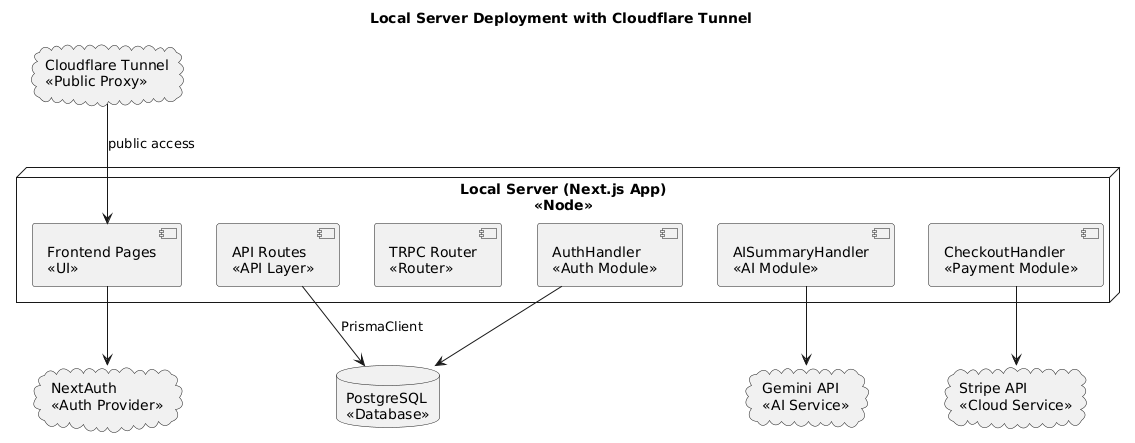 Local Server Deployment with Cloudflare Tunnel
Cloudflare Tunnel
«Public Proxy»
public access
Local Server (Next.js App)
«Node»
Frontend Pages
«UI»
API Routes
«API Layer»
TRPC Router
«Router»
AuthHandler
«Auth Module»
AISummaryHandler
«AI Module»
CheckoutHandler
«Payment Module»
PrismaClient
NextAuth
«Auth Provider»
PostgreSQL
«Database»
Gemini API
«AI Service»
Stripe API
«Cloud Service»